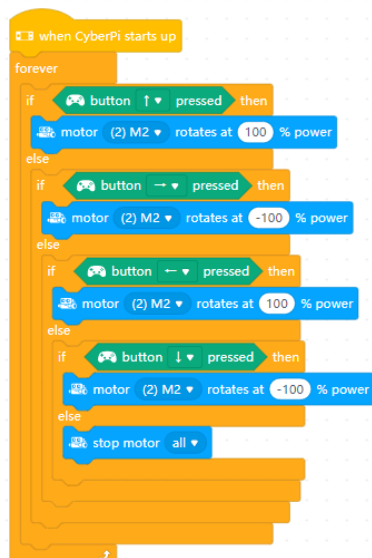 when CyberPi starts up
forever
if button ↑ pressed then
motor (2) M2 rotates at 100 % power
else
if button → pressed then
motor (2) M2 rotates at -100 % power
else
if button ← pressed then
motor (2) M2 rotates at 100 % power
else
if button ↓ pressed then
motor (2) M2 rotates at -100 % power
else
stop motor all